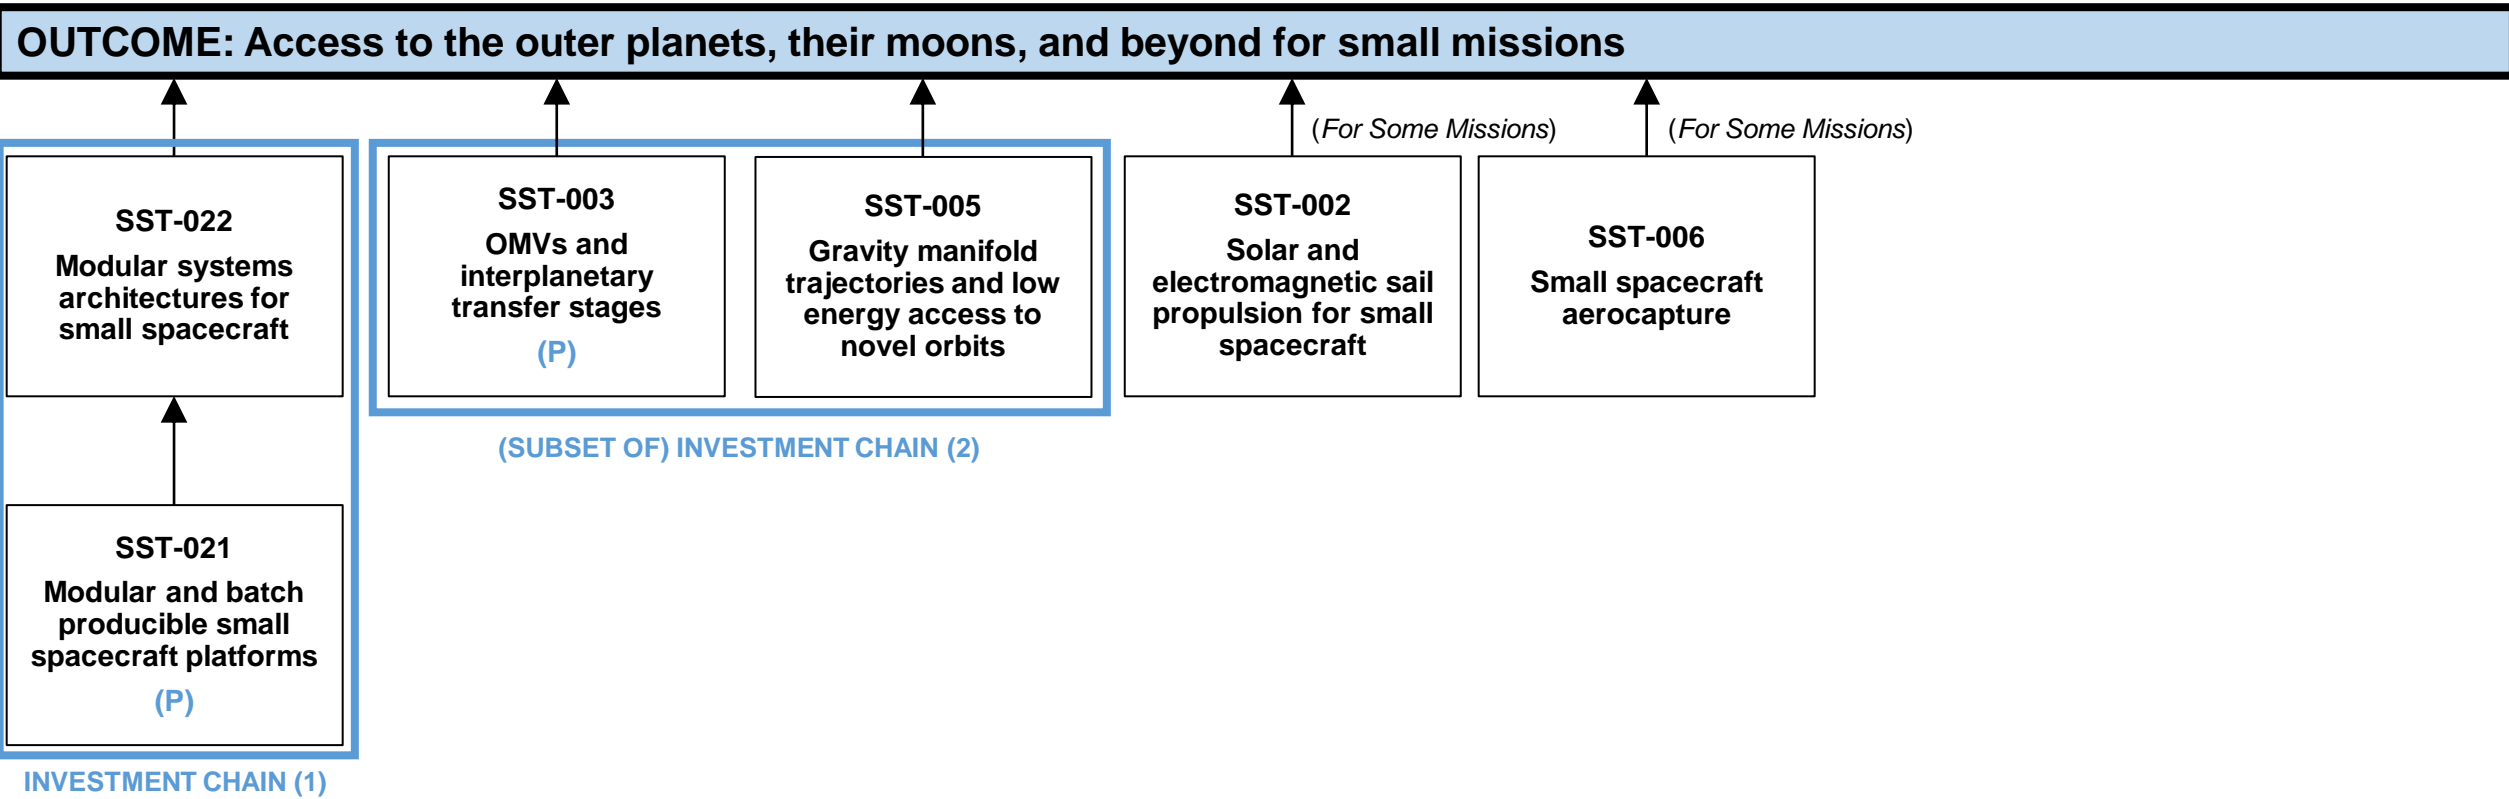 OUTCOME: Access to the outer planets, their moons, and beyond for small missions
(For Some Missions)
(For Some Missions)
SST-022
Modular systems
architectures for
small spacecraft
SST-003
OMVs and
interplanetary
transfer stages
(P)
SST-005
Gravity manifold
trajectories and low
energy access to
novel orbits
SST-002
Solar and
electromagnetic sail
propulsion for small
spacecraft
SST-006
Small spacecraft
aerocapture
(SUBSET OF) INVESTMENT CHAIN (2)
SST-021
Modular and batch
producible small
spacecraft platforms
(P)
INVESTMENT CHAIN (1)